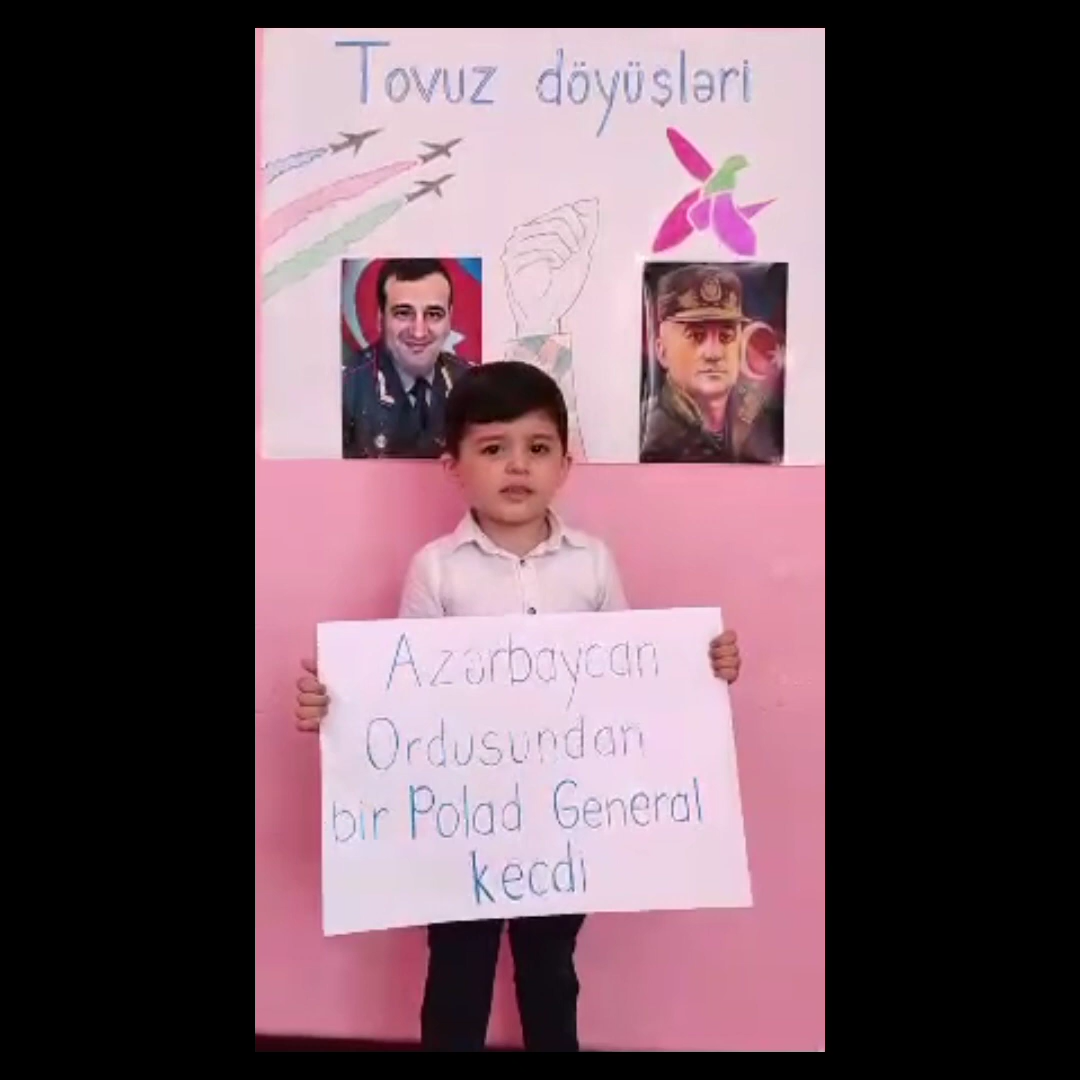 Tovuz döyüşləri
Azərbaycan
Ordusundan
bir Polad General
kecdi